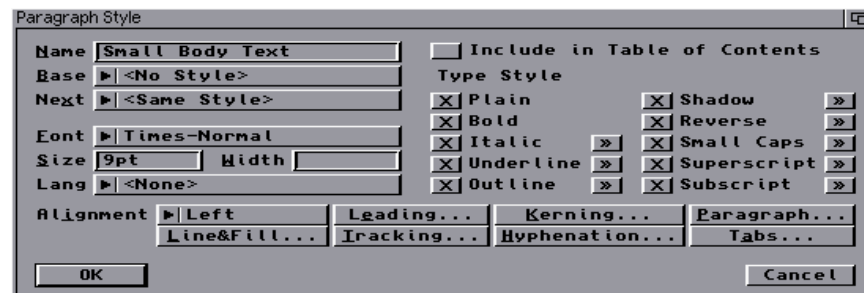 Paragraph Style
Name Small Body Text
Base <No Style>
Next <Same Style>
Font Times-Normal
Size 9pt Width
Lang <None>
Include in Table of Contents
Type Style
X Plain X Shadow »
X Bold X Reverse »
X Italic » X Small Caps »
X Underline » X Superscript »
X Outline » X Subscript »
Alignment Left Leading... Kerning... Paragraph...
Line&Fill... Tracking... Hyphenation... Tabs...
OK Cancel